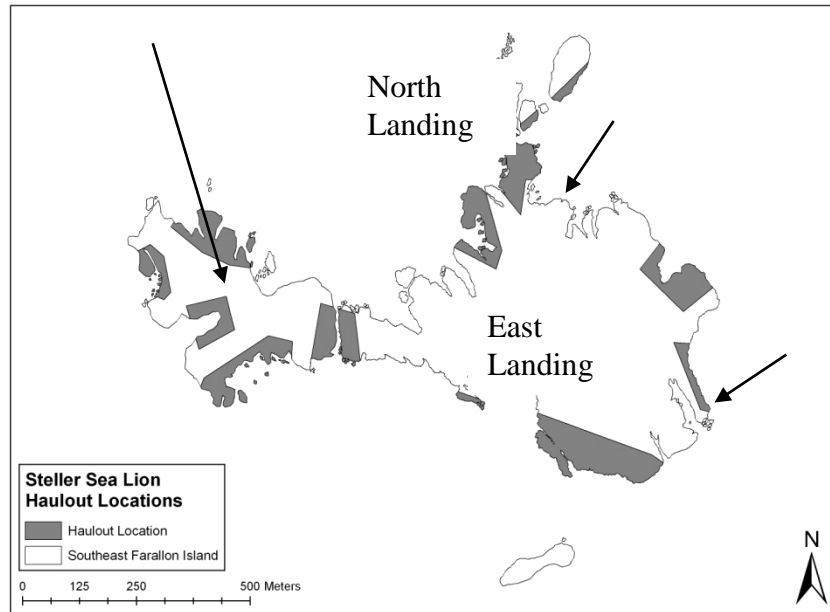 North
Landing
East
Landing
Steller Sea Lion
Haulout Locations
Haulout Location
Southeast Farallon Island
0 125 250 500 Meters
N